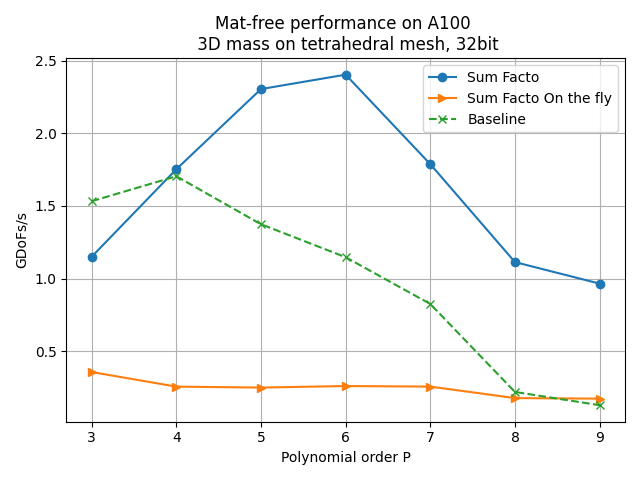 Mat-free performance on A100
3D mass on tetrahedral mesh, 32bit
Sum Facto
Sum Facto On the fly
Baseline
GDoFs/s
2.5
2.0
1.5
1.0
0.5
3 4 5 6 7 8 9
Polynomial order P